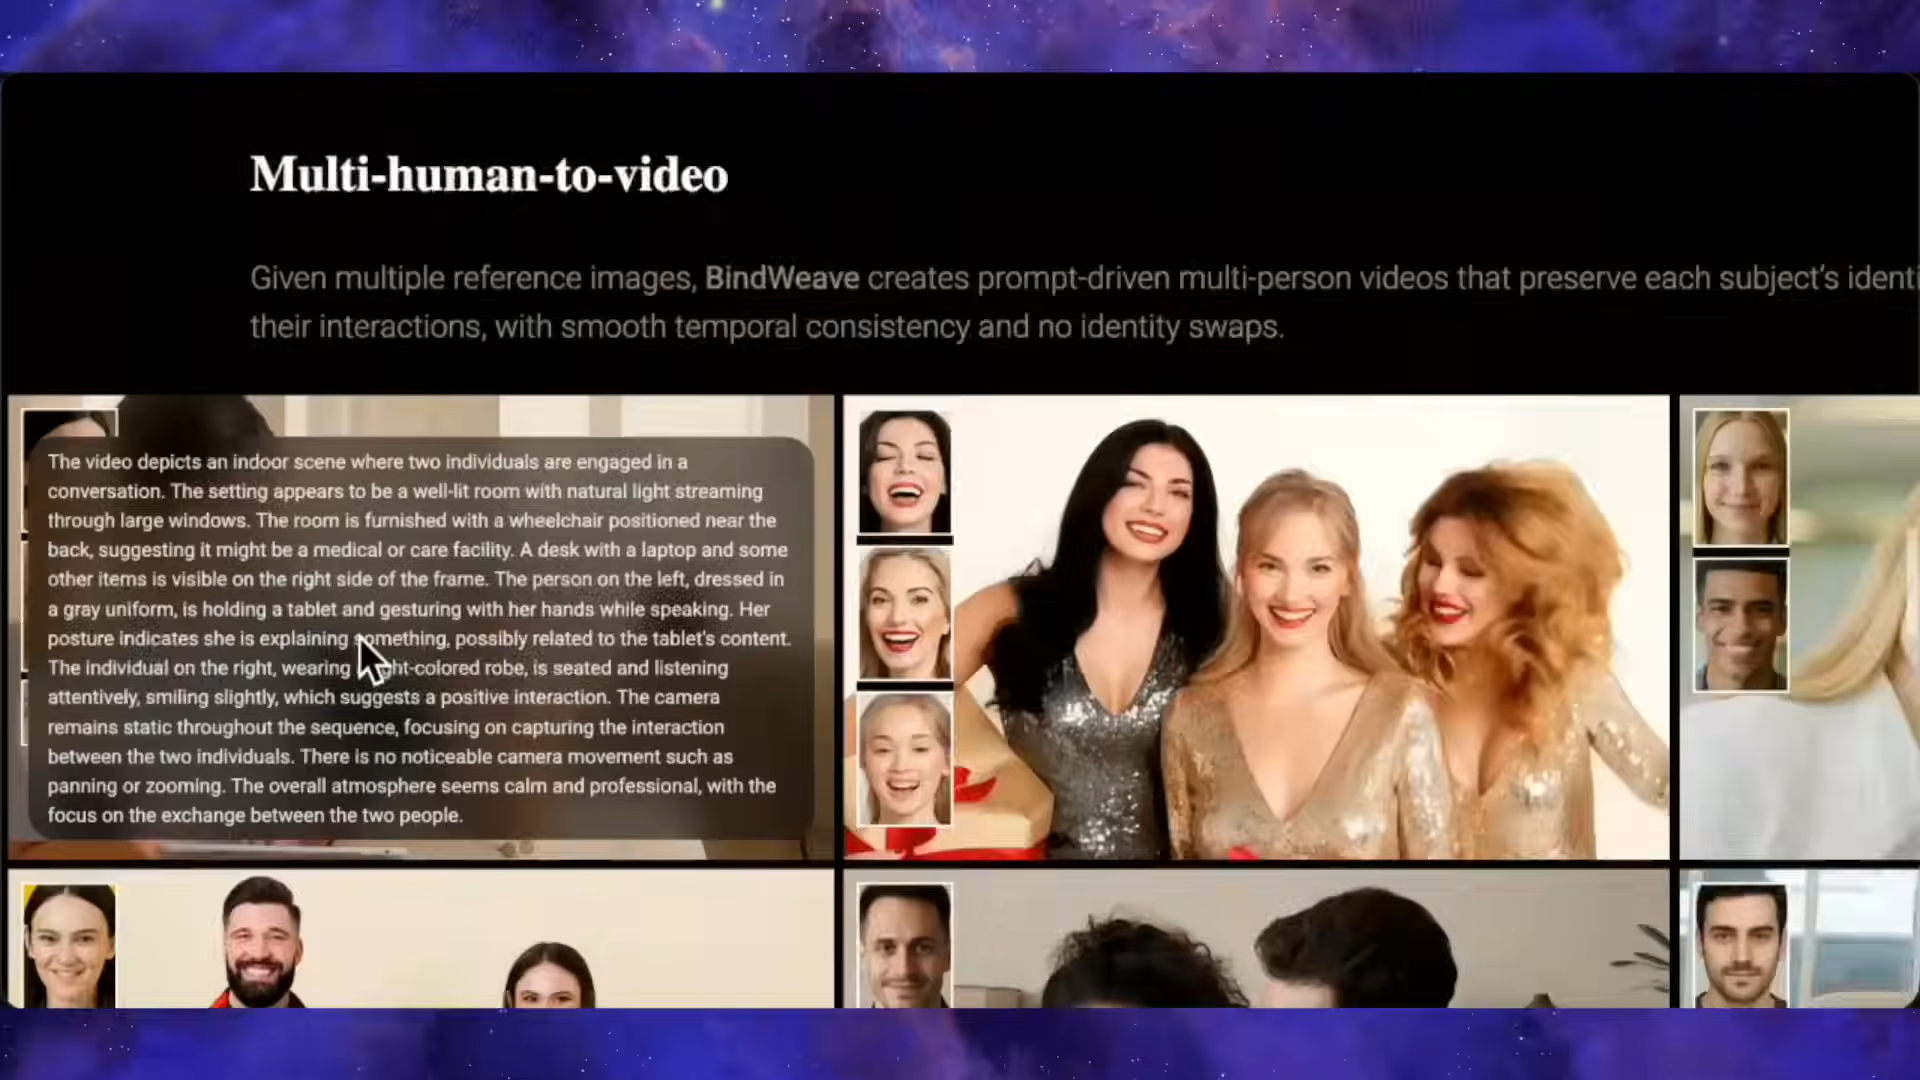 Multi-human-to-video
Given multiple reference images, BindWeave creates prompt-driven multi-person videos that preserve each subject's identi
their interactions, with smooth temporal consistency and no identity swaps.
The video depicts an indoor scene where two individuals are engaged in a
conversation. The setting appears to be a well-lit room with natural light streaming
through large windows. The room is furnished with a wheelchair positioned near the
back, suggesting it might be a medical or care facility. A desk with a laptop and some
other items is visible on the right side of the frame. The person on the left, dressed in
a gray uniform, is holding a tablet and gesturing with her hands while speaking. Her
posture indicates she is explaining something, possibly related to the tablet's content.
The individual on the right, wearing ht-colored robe, is seated and listening
attentively, smiling slightly, which suggests a positive interaction. The camera
remains static throughout the sequence, focusing on capturing the interaction
between the two individuals. There is no noticeable camera movement such as
panning or zooming. The overall atmosphere seems calm and professional, with the
focus on the exchange between the two people.